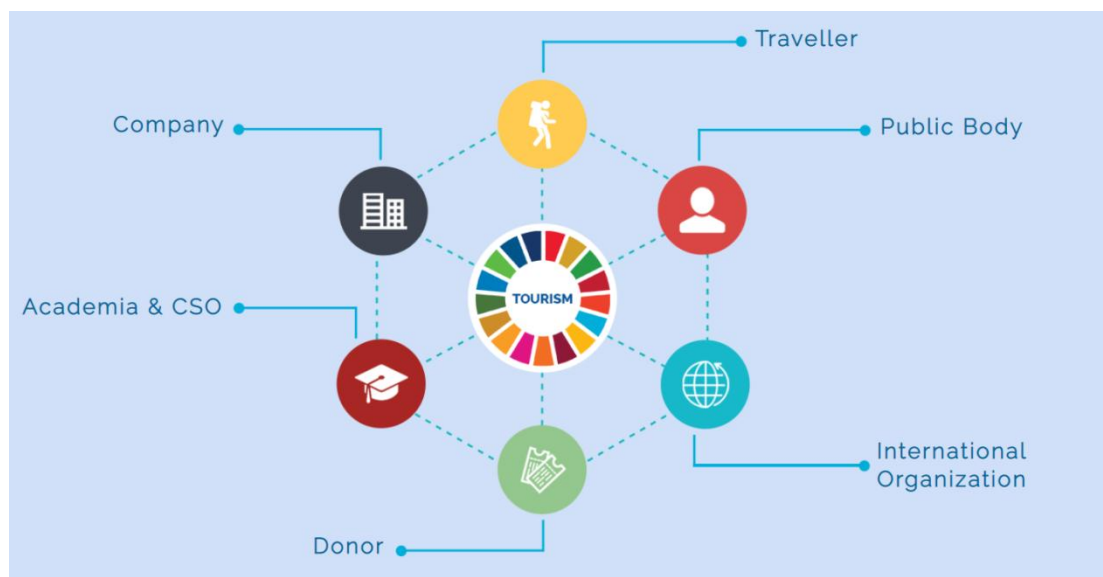 Traveller
Company
Public Body
TOURISM
Academia & CSO
International
Organization
Donor